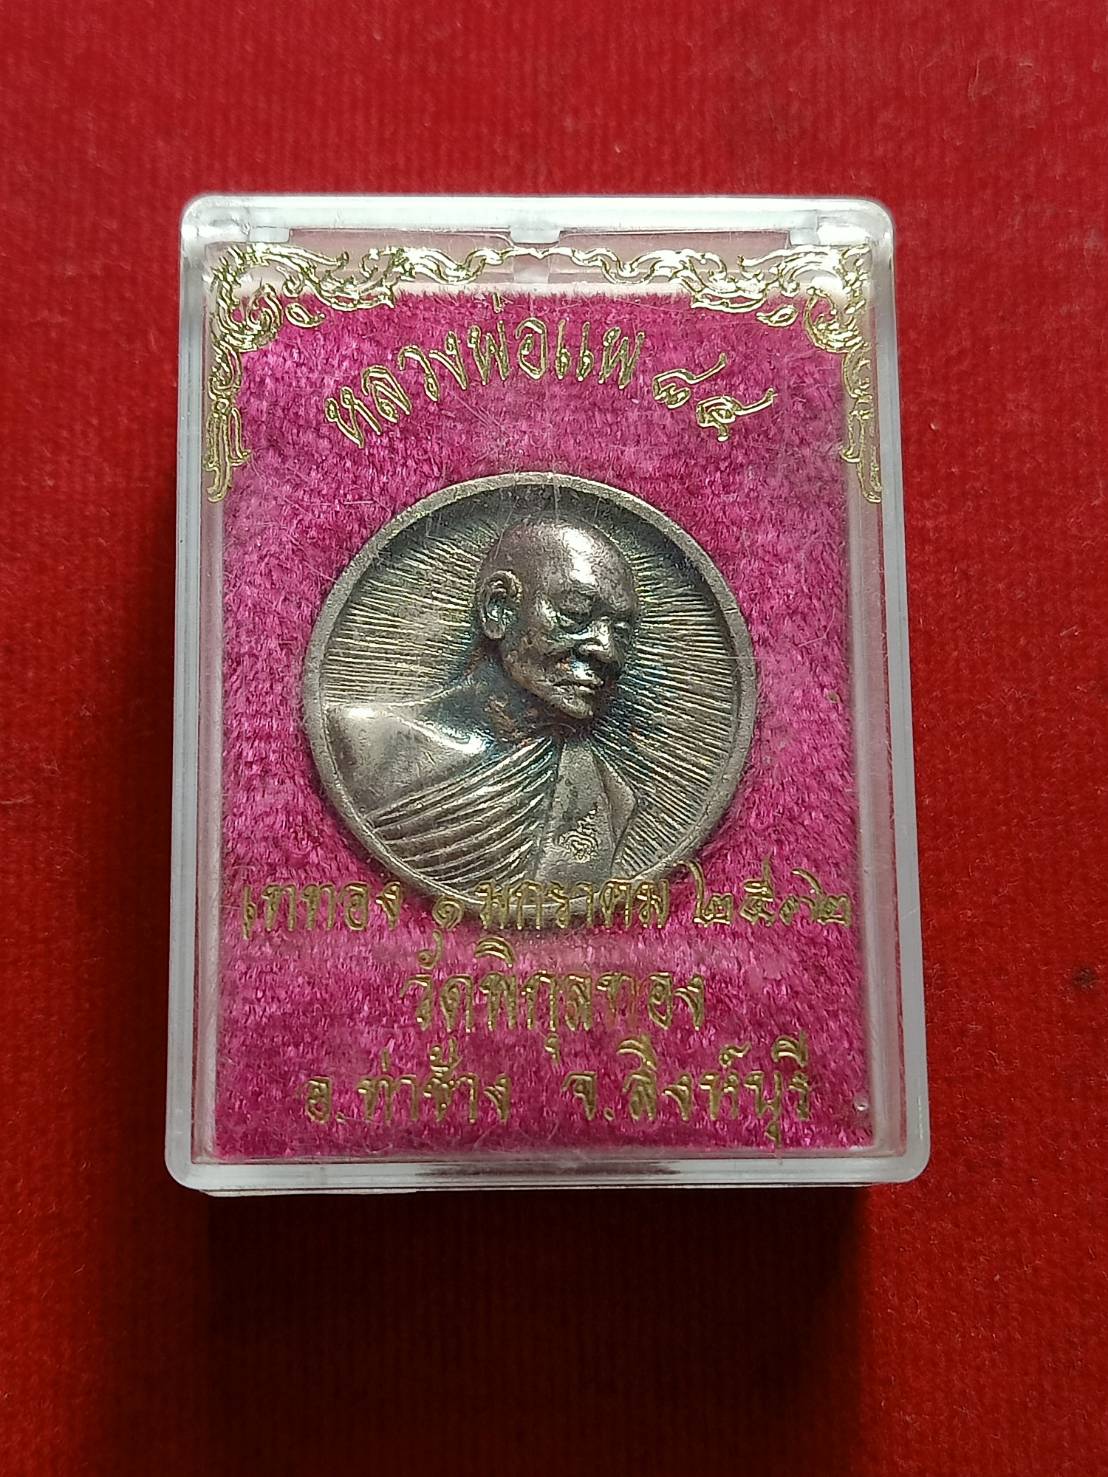 หลวงพ่อแพ ๘๔
เททอง ๑ มกราคม ๒๕๓๒
วัดพิกุลทอง
อ.ท่าช้าง จ.สิงห์บุรี